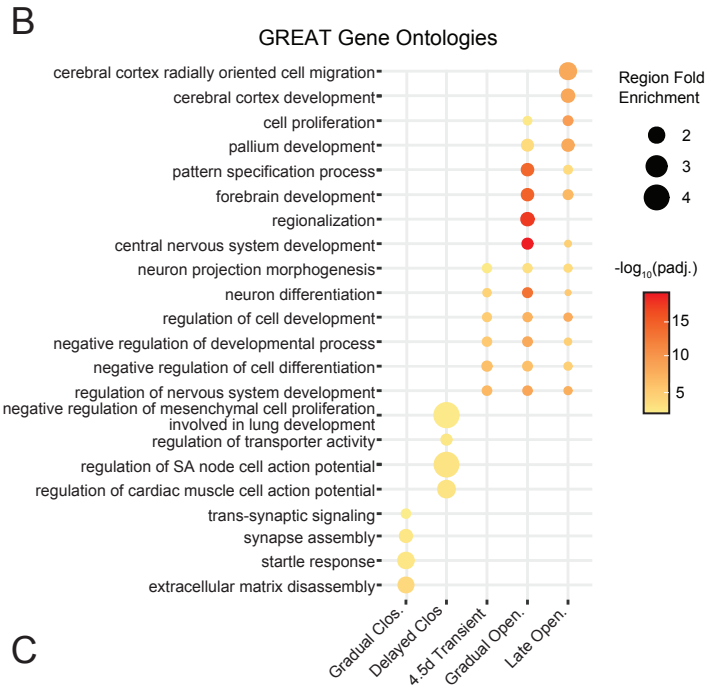 B
GREAT Gene Ontologies
cerebral cortex radially oriented cell migration
cerebral cortex development
cell proliferation
pallium development
pattern specification process
forebrain development
regionalization
central nervous system development
neuron projection morphogenesis
neuron differentiation
regulation of cell development
negative regulation of developmental process
negative regulation of cell differentiation
regulation of nervous system development
negative regulation of mesenchymal cell proliferation
involved in lung development
regulation of transporter activity
regulation of SA node cell action potential
regulation of cardiac muscle cell action potential
trans-synaptic signaling
synapse assembly
startle response
extracellular matrix disassembly
Gradual Clos.
Delayed Clos
4.5d Transient
Gradual Open.
Late Open.
Region Fold
Enrichment
2
3
4
-log₁₀(padj.)
15
10
5
C